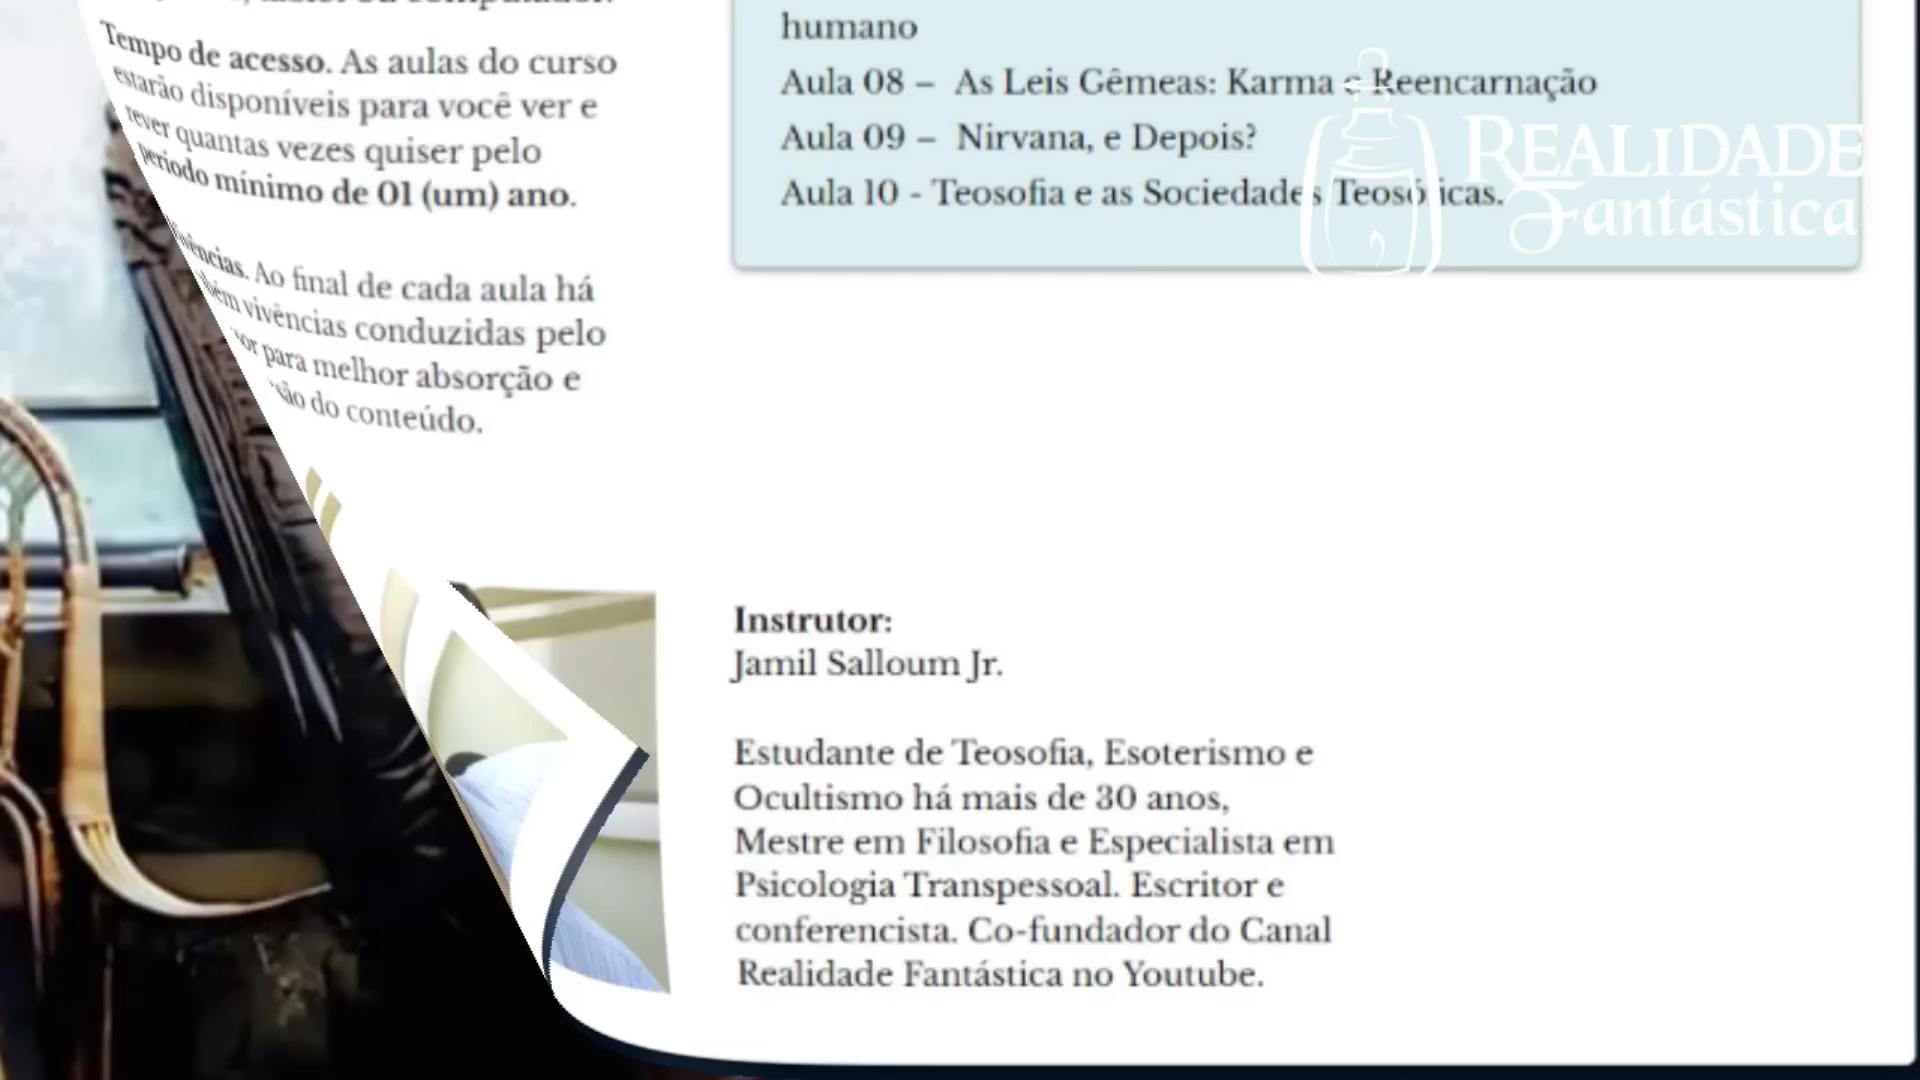 Tempo de acesso. As aulas do curso
estarão disponíveis para você ver e
rever quantas vezes quiser pelo
período mínimo de 01 (um) ano.
Ao final de cada aula há
vivências conduzidas pelo
para melhor absorção e
do conteúdo.
humano
Aula 08 – As Leis Gêmeas: Karma e Reencarnação
Aula 09 – Nirvana, e Depois?
Aula 10 - Teosofia e as Sociedades Teosóficas.
REALIDADE
Fantástica
Instrutor:
Jamil Salloum Jr.
Estudante de Teosofia, Esoterismo e
Ocultismo há mais de 30 anos,
Mestre em Filosofia e Especialista em
Psicologia Transpessoal. Escritor e
conferencista. Co-fundador do Canal
Realidade Fantástica no Youtube.